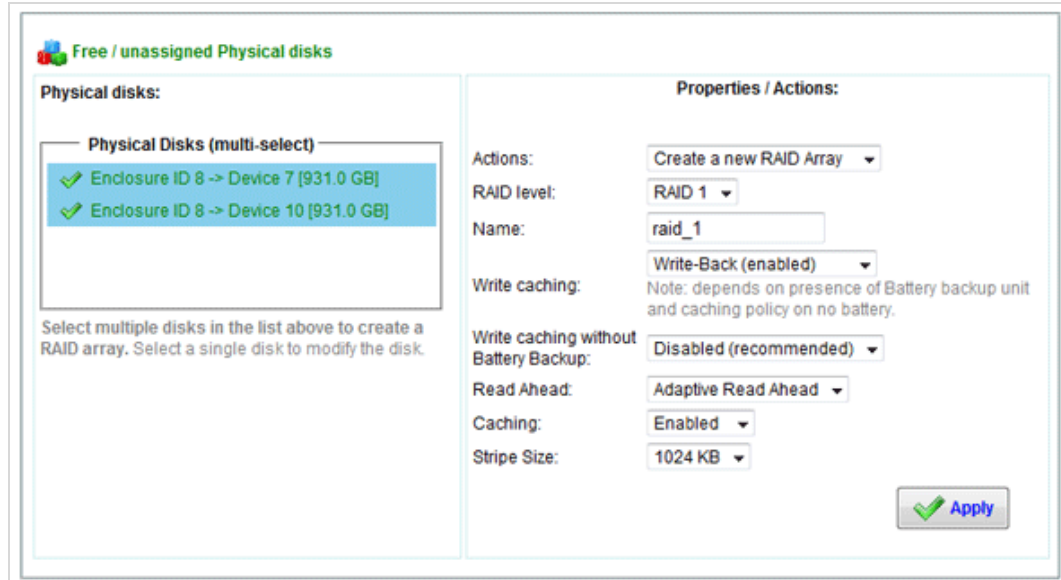 Free / unassigned Physical disks
Physical disks:
Physical Disks (multi-select)
Enclosure ID 8 -> Device 7 [931.0 GB]
Enclosure ID 8 -> Device 10 [931.0 GB]
Select multiple disks in the list above to create a
RAID array. Select a single disk to modify the disk.
Properties / Actions:
Actions: Create a new RAID Array
RAID level: RAID 1
Name: raid_1
Write caching: Write-Back (enabled)
Note: depends on presence of Battery backup unit
and caching policy on no battery.
Write caching without
Battery Backup: Disabled (recommended)
Read Ahead: Adaptive Read Ahead
Caching: Enabled
Stripe Size: 1024 KB
Apply